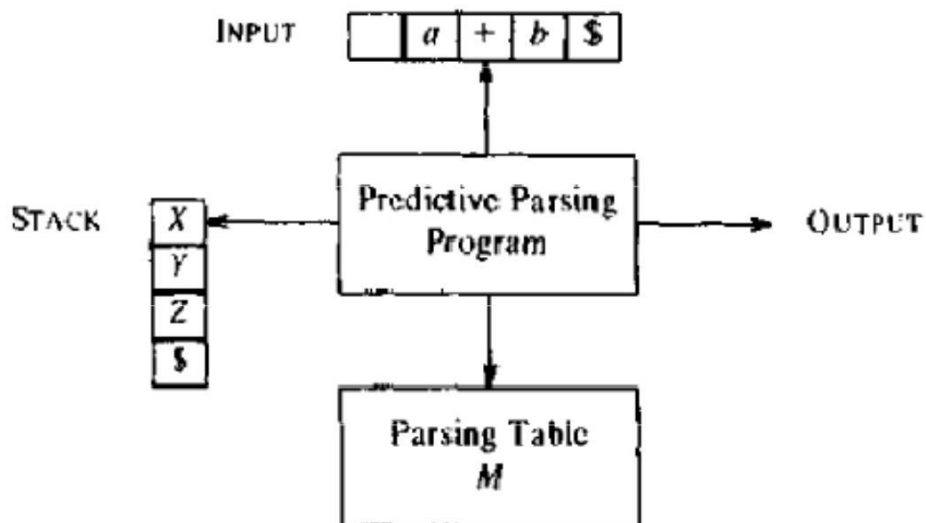 INPUT a + b $
STACK X
Y
Z
$
Predictive Parsing
Program
OUTPUT
Parsing Table
M